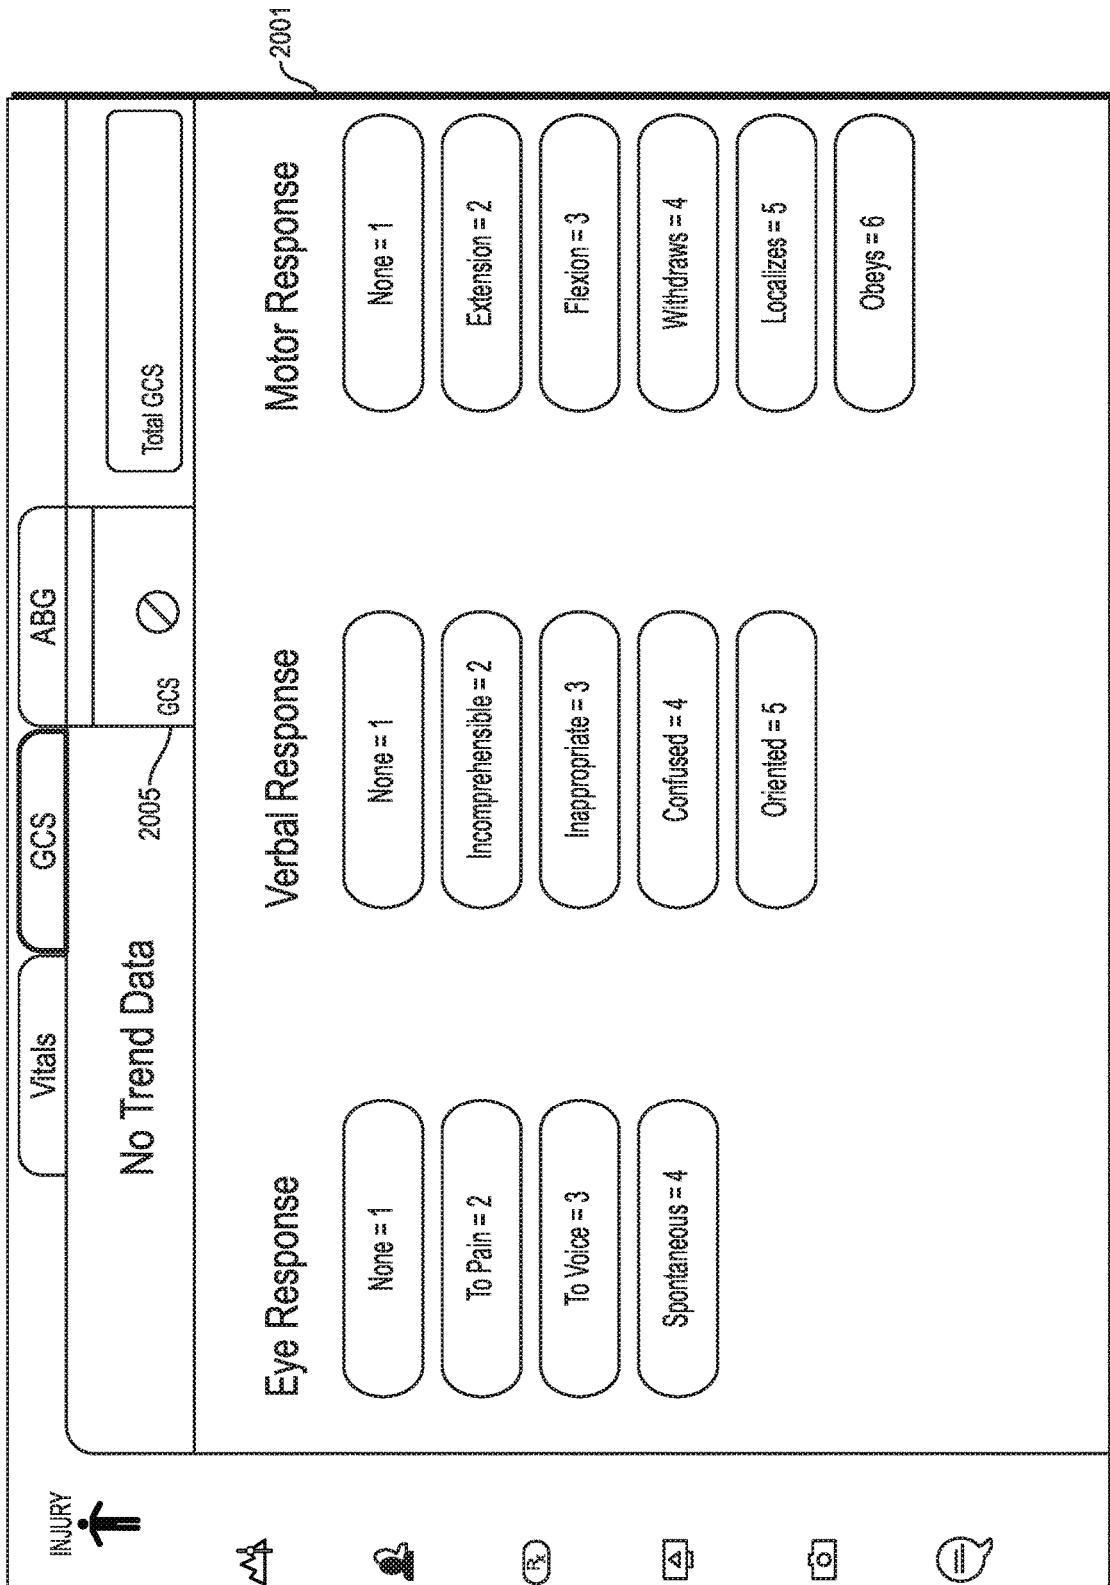 INJURY
Vitals
GCS
ABG
No Trend Data
2005
GCS
Total GCS
2001
Eye Response
None = 1
To Pain = 2
To Voice = 3
Spontaneous = 4
Verbal Response
None = 1
Incomprehensible = 2
Inappropriate = 3
Confused = 4
Oriented = 5
Motor Response
None = 1
Extension = 2
Flexion = 3
Withdraws = 4
Localizes = 5
Obeys = 6
Rx